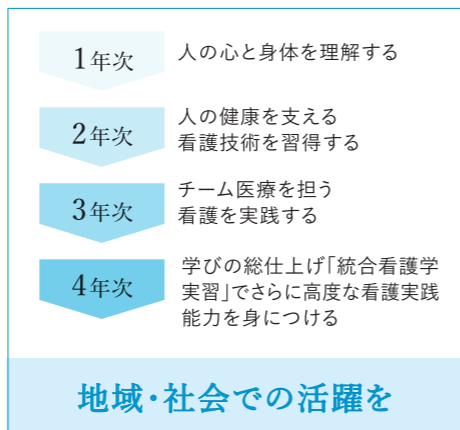 1年次
人の心と身体を理解する
2年次
人の健康を支える
看護技術を習得する
3年次
チーム医療を担う
看護を実践する
4年次
学びの総仕上げ「統合看護学
実習」でさらに高度な看護実践
能力を身につける
地域・社会での活躍を